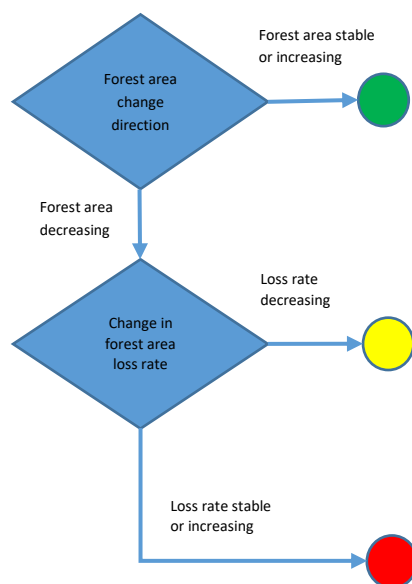 Forest area stable
or increasing
Forest area
change
direction
Forest area
decreasing
Loss rate
decreasing
Change in
forest area
loss rate
Loss rate stable
or increasing